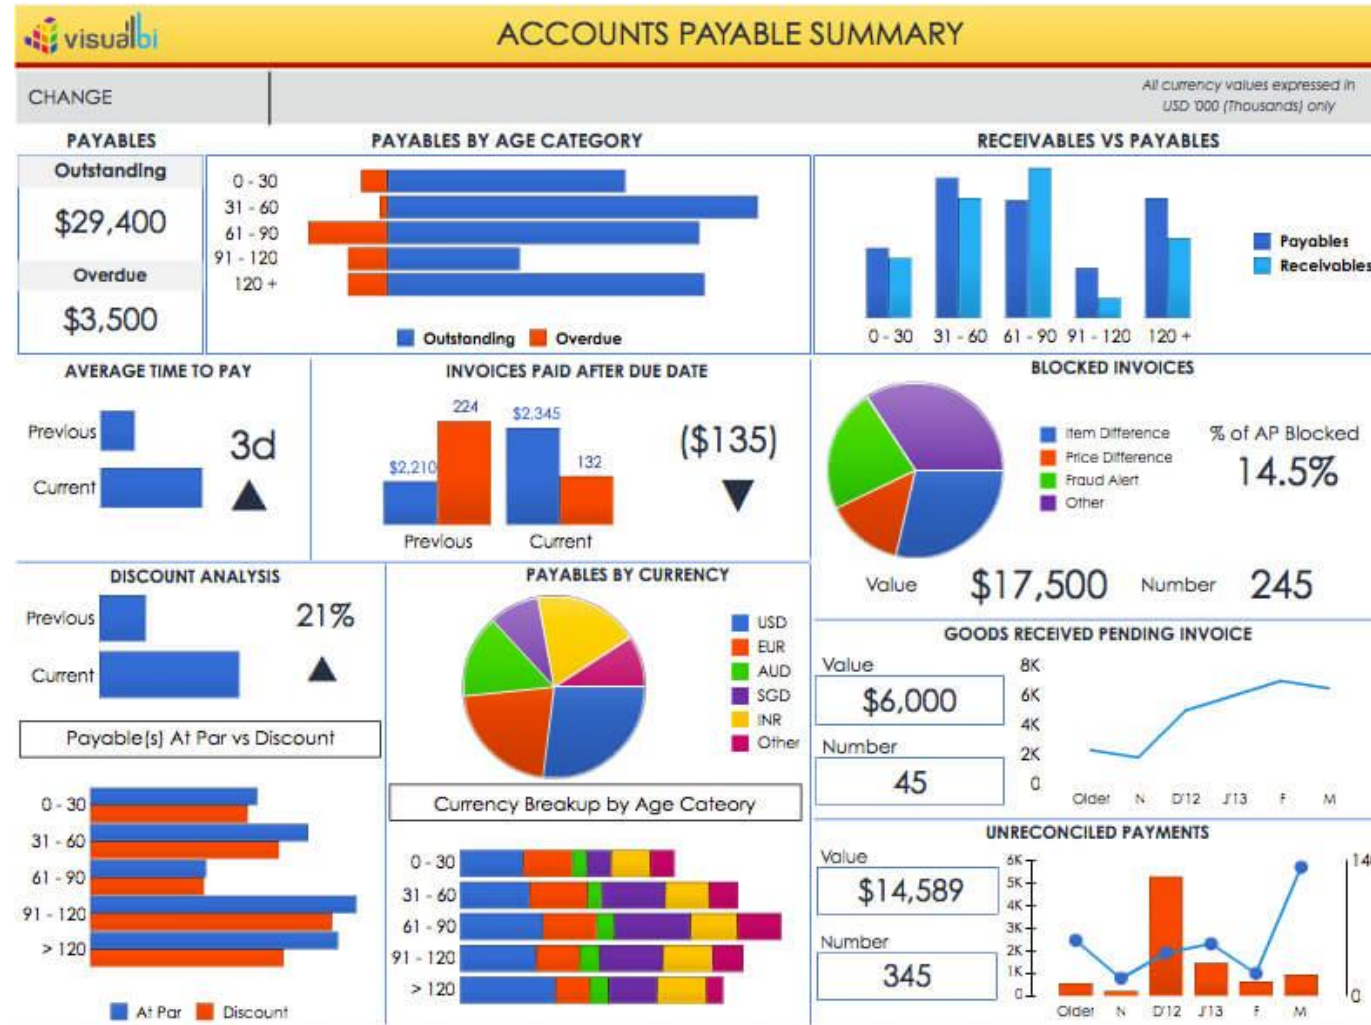 visualbi
ACCOUNTS PAYABLE SUMMARY
CHANGE
All currency values expressed in
USD '000 (Thousands) only
PAYABLES
Outstanding
$29,400
Overdue
$3,500
PAYABLES BY AGE CATEGORY
0 - 30
31 - 60
61 - 90
91 - 120
120 +
Outstanding Overdue
RECEIVABLES VS PAYABLES
Payables
Receivables
0 - 30 31 - 60 61 - 90 91 - 120 120 +
AVERAGE TIME TO PAY
Previous
3d
Current
INVOICES PAID AFTER DUE DATE
224
$2,345
$2,210
132
($135)
Previous Current
BLOCKED INVOICES
Item Difference
Price Difference
Fraud Alert
Other
% of AP Blocked
14.5%
Value $17,500 Number 245
DISCOUNT ANALYSIS
Previous
21%
Current
Payable(s) At Par vs Discount
0 - 30
31 - 60
61 - 90
91 - 120
> 120
At Par Discount
PAYABLES BY CURRENCY
USD
EUR
AUD
SGD
INR
Other
Currency Breakup by Age Cateory
0 - 30
31 - 60
61 - 90
91 - 120
> 120
GOODS RECEIVED PENDING INVOICE
Value
$6,000
Number
45
8K
6K
4K
2K
0
Older N D'12 J'13 F M
UNRECONCILED PAYMENTS
Value
$14,589
Number
345
6K
5K
4K
3K
2K
1K
0
14
0
Older N D'12 J'13 F M